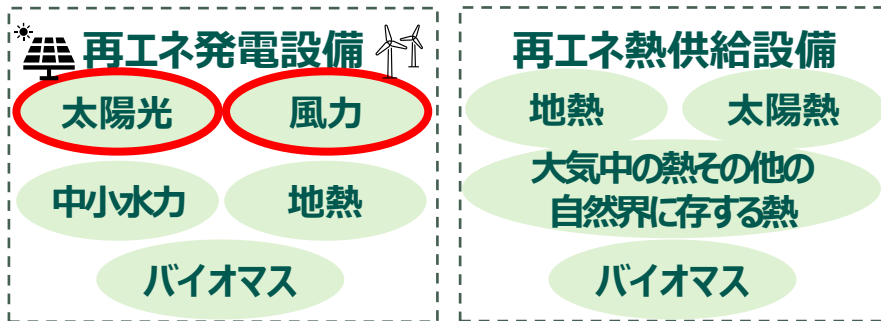 再エネ発電設備
太陽光
風力
中小水力
地熱
バイオマス
再エネ熱供給設備
地熱
太陽熱
大気中の熱その他の
自然界に存する熱
バイオマス